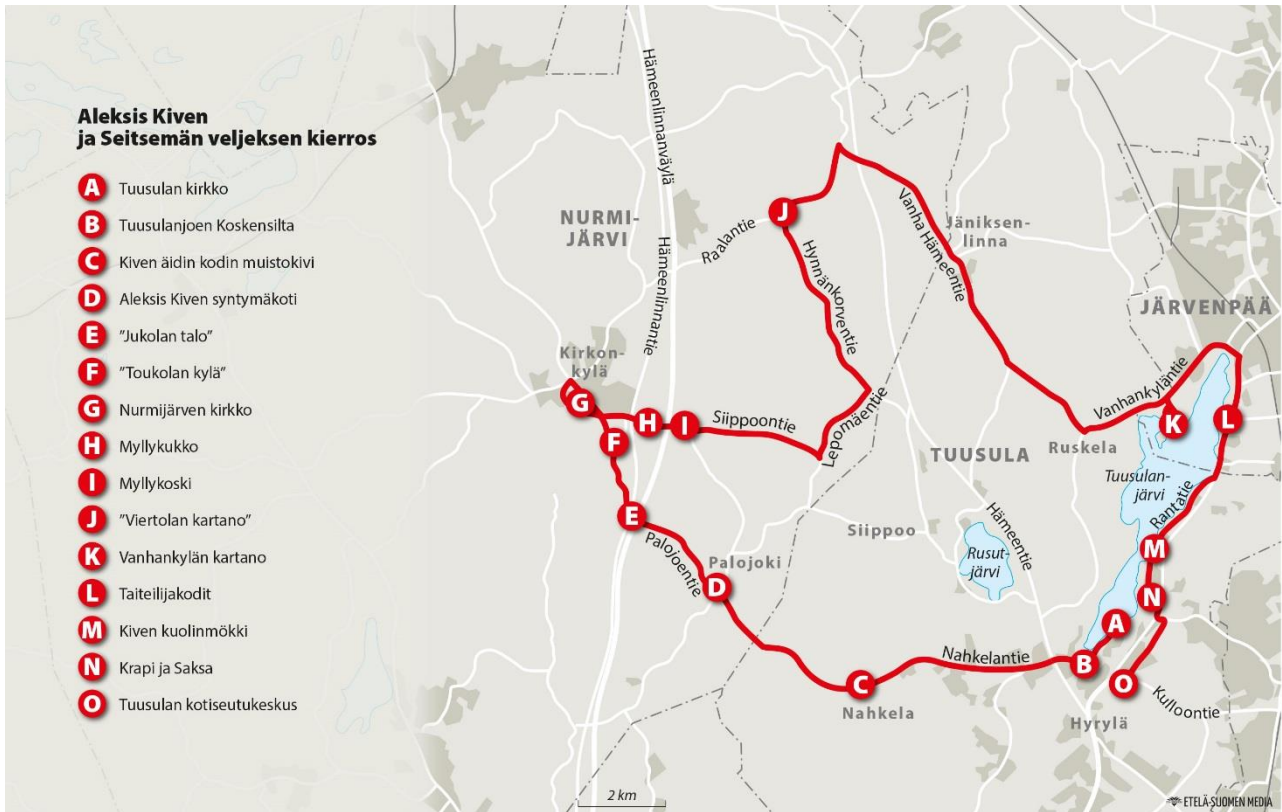 Aleksis Kiven
ja Seitsemän veljeksen kierros
A Tuusulan kirkko
B Tuusulanjoen Koskensilta
C Kiven äidin kodin muistokivi
D Aleksis Kiven syntymäkoti
E "Jukolan talo"
F "Toukolan kylä"
G Nurmijärven kirkko
H Myllykukko
I Myllykoski
J "Viertolan kartano"
K Vanhankylän kartano
L Taiteilijakodit
M Kiven kuolinmökki
N Krapi ja Saksa
O Tuusulan kotiseutukeskus
Hämeenlinnanväylä
Hämeenlinnantie
NURMI-
JÄRVI
Raalantie
J
Hynnänkorventie
Vanha Hämeentie
Jäniksen-
linna
JÄRVENPÄÄ
Kirkon-
kylä
G
F
H
I
Siippoontie
Lepomäentie
Vanhankyläntie
K
L
Ruskela
TUUSULA
Tuusulan-
järvi
Rantatie
E
Palojoentie
Palojoki
D
Siippoo
Hämeentie
Rusut-
järvi
M
N
A
B
C
Nahkelantie
Nahkela
O
Kulloontie
Hyrylä
2 km
ETELÄ-SUOMEN MEDIA